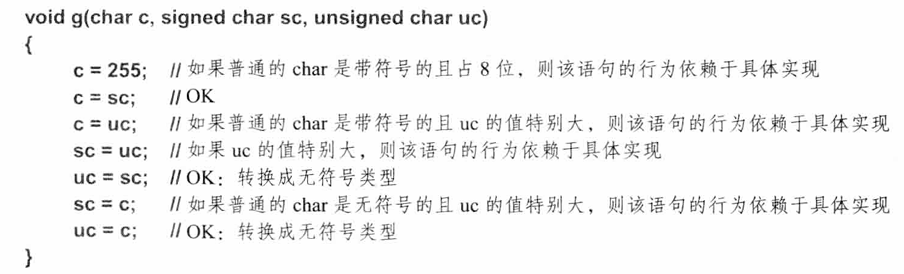 void g(char c, signed char sc, unsigned char uc)
{
c = 255; // 如果普通的 char 是带符号的且占 8 位，则该语句的行为依赖于具体实现
c = sc; // OK
c = uc; // 如果普通的 char 是带符号的且 uc 的值特别大，则该语句的行为依赖于具体实现
sc = uc; // 如果 uc 的值特别大，则该语句的行为依赖于具体实现
uc = sc; // OK：转换成无符号类型
sc = c; // 如果普通的 char 是无符号的且 uc 的值特别大，则该语句的行为依赖于具体实现
uc = c; // OK：转换成无符号类型
}